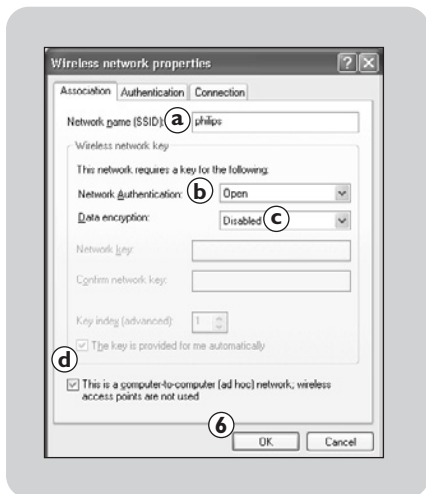 Wireless network properties
Association Authentication Connection
Network name (SSID): a philips
Wireless network key
This network requires a key for the following:
Network Authentication: b Open
Data encryption: Disabled c
Network key:
Confirm network key:
Key index (advanced): 1
The key is provided for me automatically
d
This is a computer-to-computer (ad hoc) network; wireless
access points are not used
6
OK Cancel